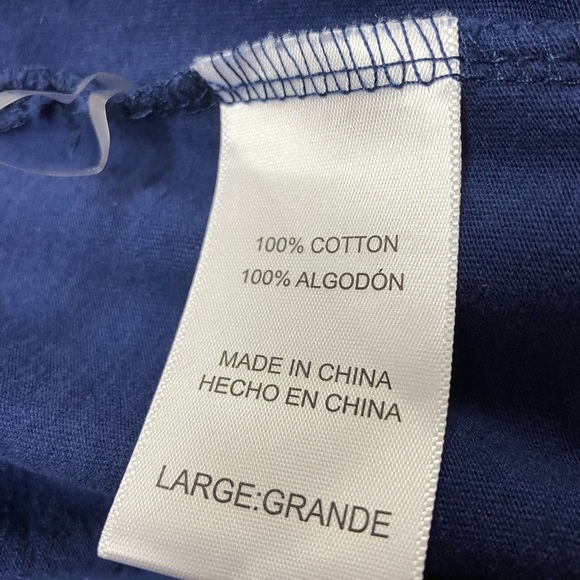 100% COTTON
100% ALGODÓN
MADE IN CHINA
HECHO EN CHINA
LARGE:GRANDE